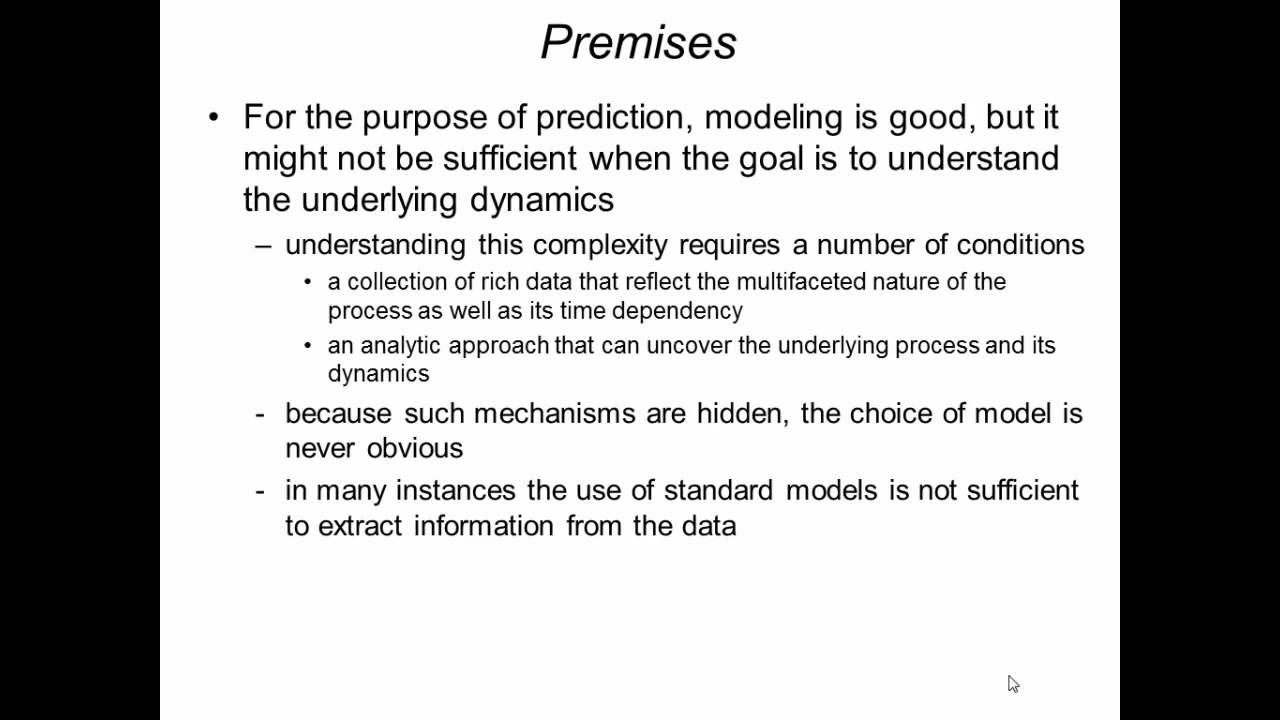 Premises
• For the purpose of prediction, modeling is good, but it
might not be sufficient when the goal is to understand
the underlying dynamics
– understanding this complexity requires a number of conditions
• a collection of rich data that reflect the multifaceted nature of the
process as well as its time dependency
• an analytic approach that can uncover the underlying process and its
dynamics
- because such mechanisms are hidden, the choice of model is
never obvious
- in many instances the use of standard models is not sufficient
to extract information from the data